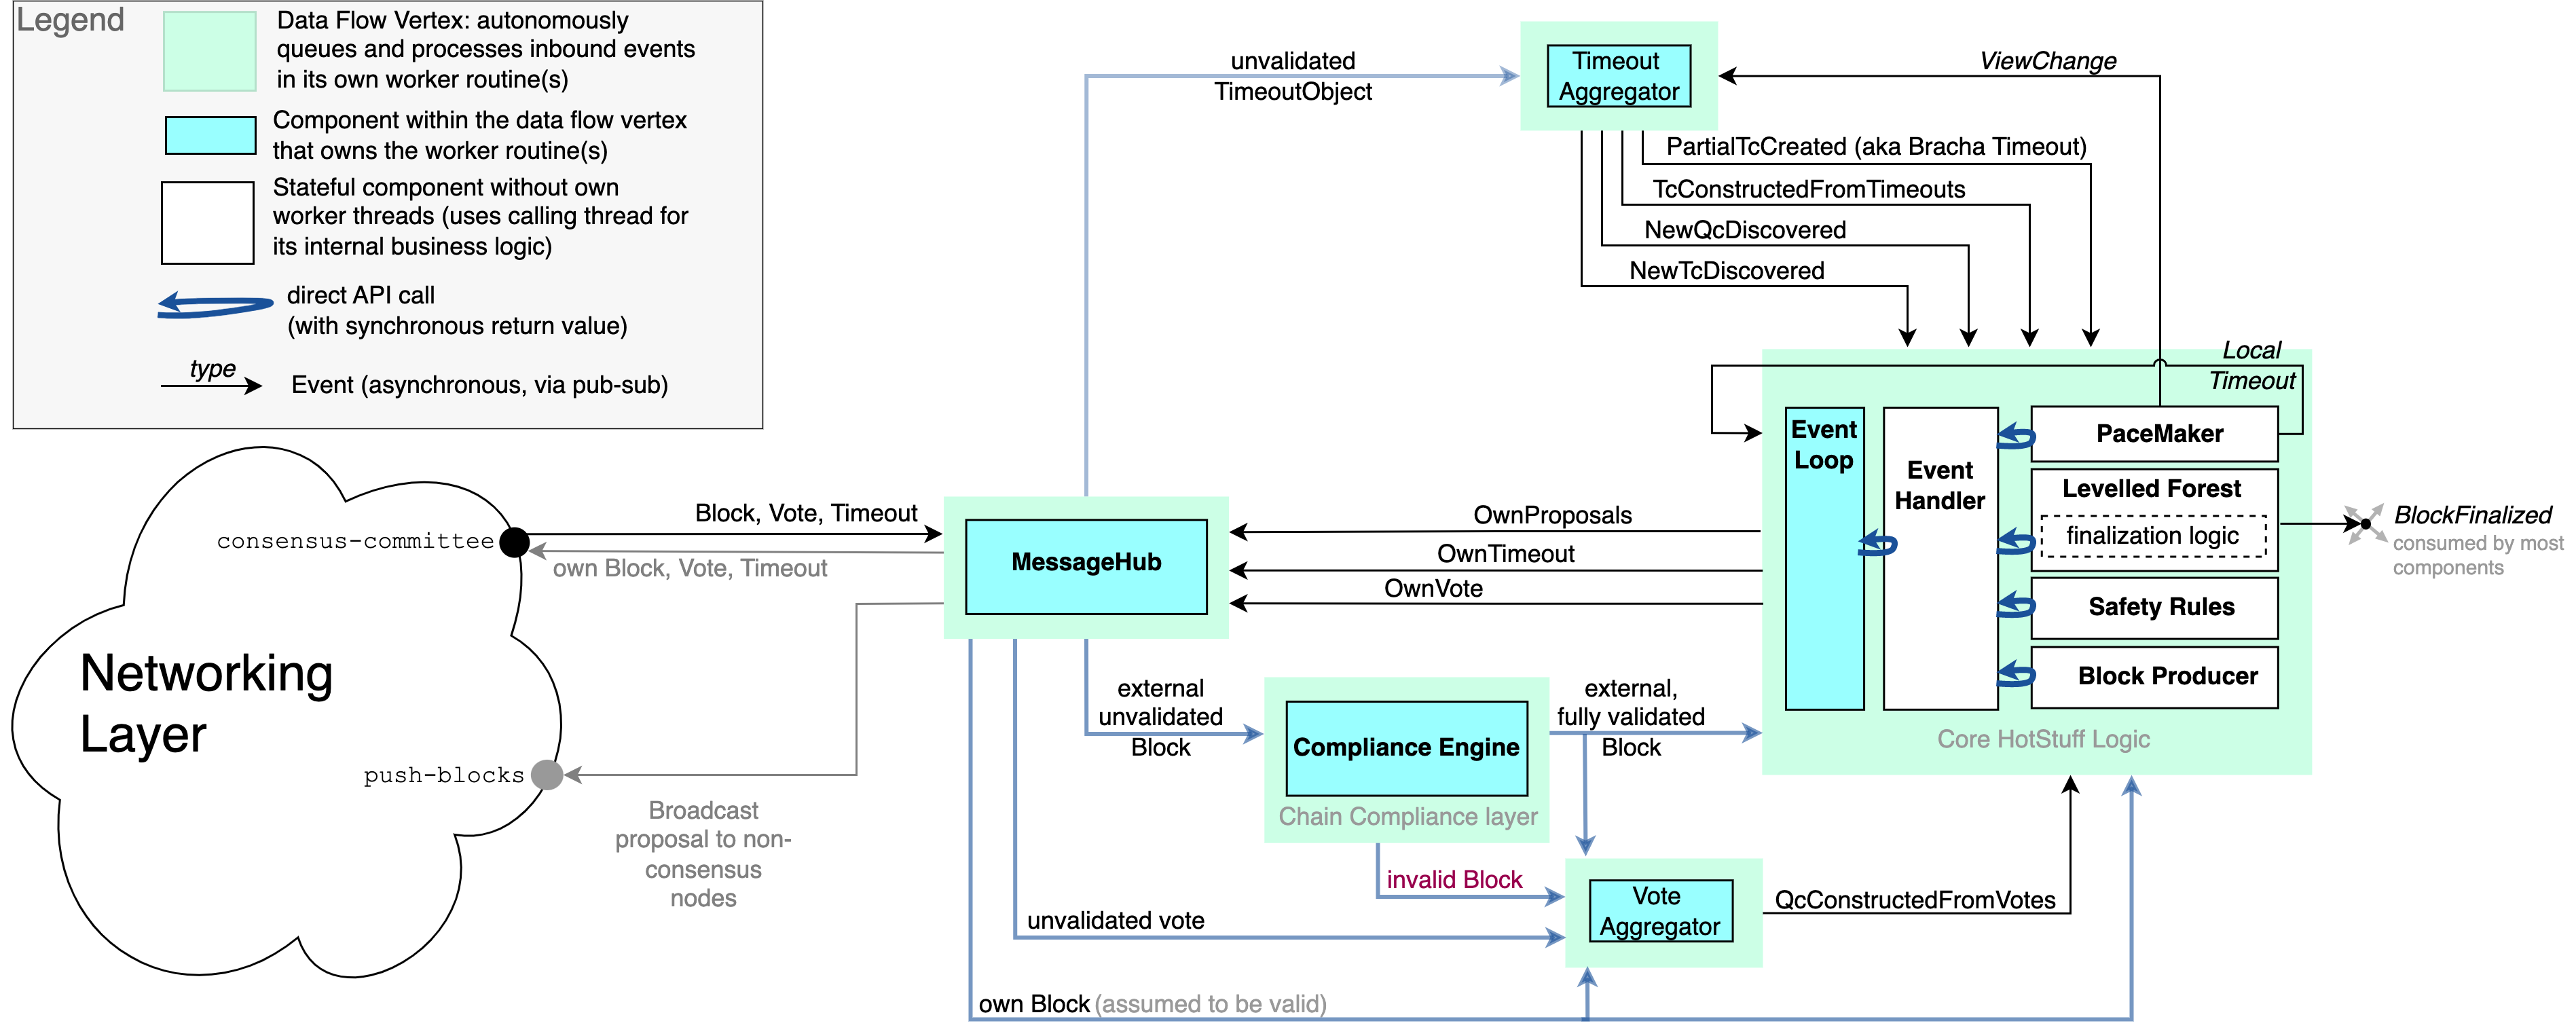 Legend
Data Flow Vertex: autonomously
queues and processes inbound events
in its own worker routine(s)
Component within the data flow vertex
that owns the worker routine(s)
Stateful component without own
worker threads (uses calling thread for
its internal business logic)
direct API call
(with synchronous return value)
type
Event (asynchronous, via pub-sub)
unvalidated
TimeoutObject
Timeout
Aggregator
ViewChange
PartialTcCreated (aka Bracha Timeout)
TcConstructedFromTimeouts
NewQcDiscovered
NewTcDiscovered
Local
Timeout
Event
Loop
Event
Handler
PaceMaker
Levelled Forest
finalization logic
Safety Rules
Block Producer
Core HotStuff Logic
BlockFinalized
consumed by most
components
consensus-committee
Block, Vote, Timeout
own Block, Vote, Timeout
MessageHub
OwnProposals
OwnTimeout
OwnVote
Networking
Layer
push-blocks
Broadcast
proposal to non-
consensus
nodes
external
unvalidated
Block
Compliance Engine
Chain Compliance layer
external,
fully validated
Block
invalid Block
unvalidated vote
Vote
Aggregator
QcConstructedFromVotes
own Block (assumed to be valid)